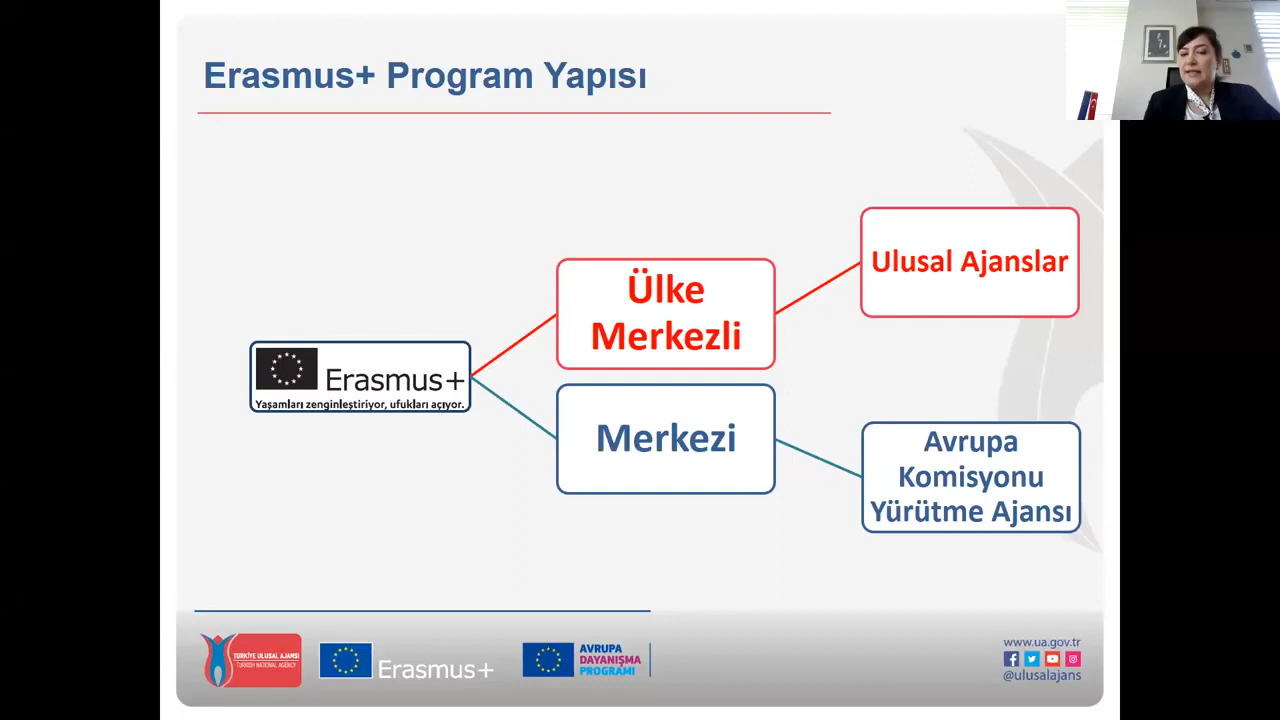 Erasmus+ Program Yapısı
Ulusal Ajanslar
Ülke
Merkezli
Erasmus+
Yaşamları zenginleştiriyor, ufukları açıyor.
Merkezi
Avrupa
Komisyonu
Yürütme Ajansı
TÜRKİYE ULUSAL AJANSI
TURKISH NATIONAL AGENCY
Erasmus+
AVRUPA
DAYANIŞMA
PROGRAMI
www.ua.gov.tr
@ulusalajans